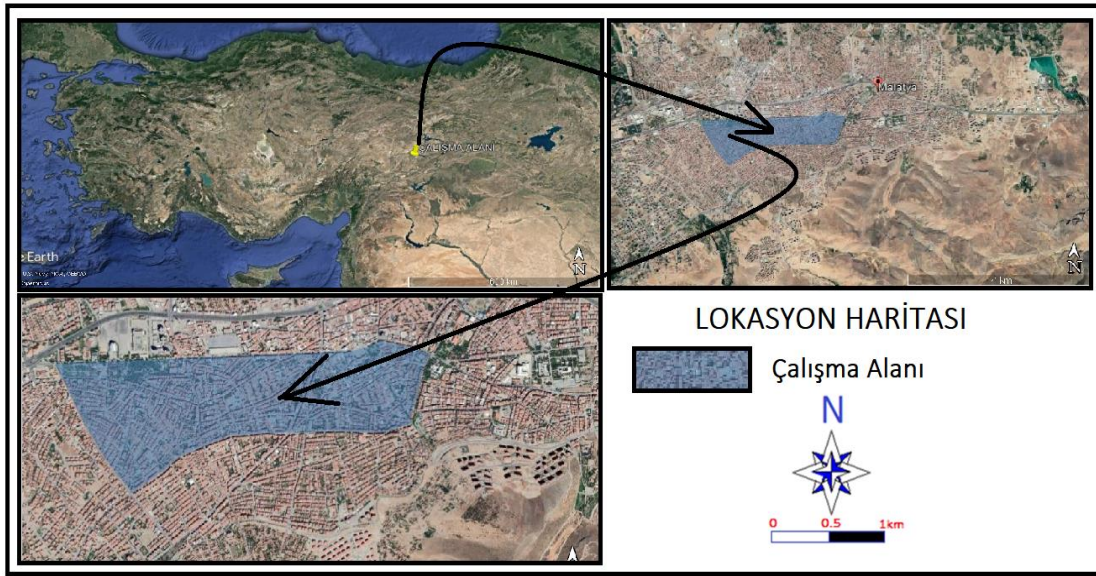 ÇALIŞMA ALANI
Malatya
e Earth
N
N
LOKASYON HARİTASI
Çalışma Alanı
N
0 0.5 1km